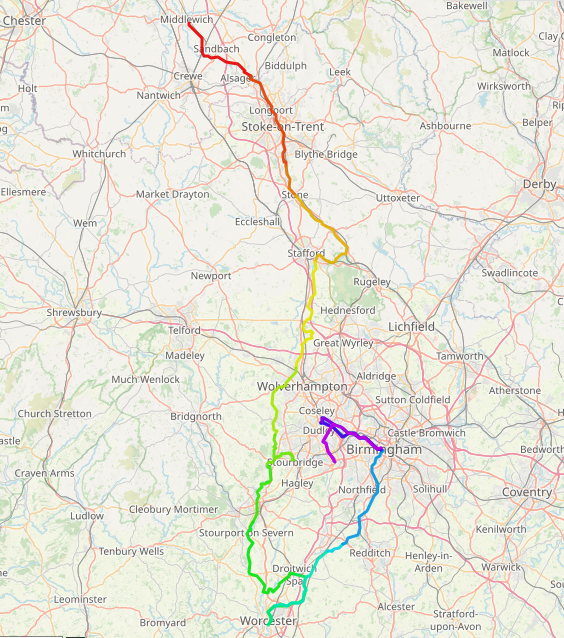 Chester
Middlewich
Bakewell
Sandbach
Congleton
Matlock
Clay
Crewe
Alsager
Biddulph
Leek
Holt
Nantwich
Wirksworth
Longport
Stoke-on-Trent
Ashbourne
Belper
Whitchurch
Blythe Bridge
Ellesmere
Derby
Market Drayton
Stone
Uttoxeter
Wem
Eccleshall
Stafford
Newport
Swadlincote
Rugeley
Shrewsbury
Hednesford
Telford
Lichfield
Madeley
Great Wyrley
Tamworth
Much Wenlock
Wolverhampton
Aldridge
Atherstone
Church Stretton
Bridgnorth
Coseley
Sutton Coldfield
Dudley
Castle Bromwich
Birmingham
Craven Arms
Stourbridge
Solihull
Hagley
Northfield
Coventry
Ludlow
Cleobury Mortimer
Stourport on Severn
Kenilworth
Tenbury Wells
Redditch
Henley-in-
Arden
Warwick
Droitwich
Spa
Leominster
Alcester
Bromyard
Worcester
Stratford-
upon-Avon